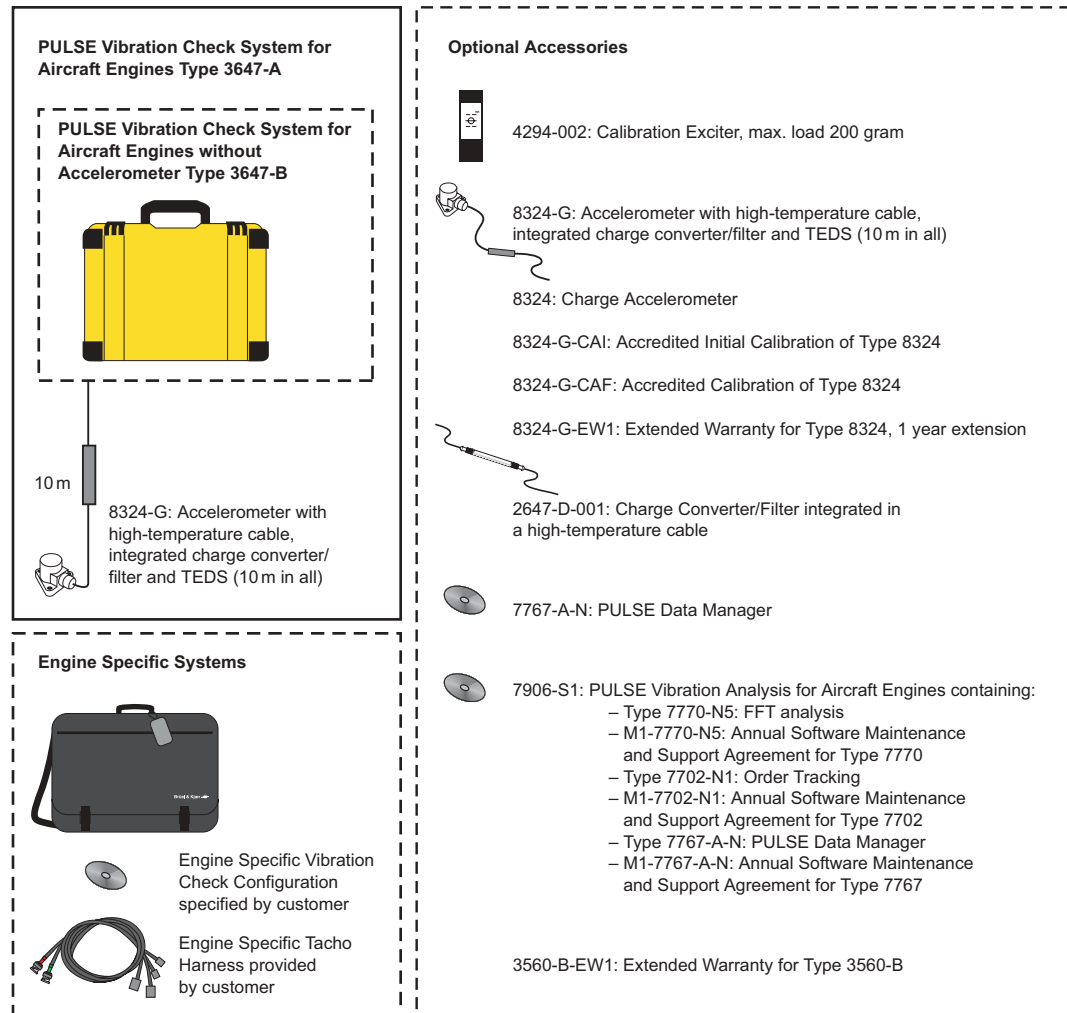 PULSE Vibration Check System for
Aircraft Engines Type 3647-A
PULSE Vibration Check System for
Aircraft Engines without
Accelerometer Type 3647-B
10 m
8324-G: Accelerometer with
high-temperature cable,
integrated charge converter/
filter and TEDS (10 m in all)
Engine Specific Systems
Brüel & Kjær
Engine Specific Vibration
Check Configuration
specified by customer
Engine Specific Tacho
Harness provided
by customer
Optional Accessories
4294-002: Calibration Exciter, max. load 200 gram
8324-G: Accelerometer with high-temperature cable,
integrated charge converter/filter and TEDS (10 m in all)
8324: Charge Accelerometer
8324-G-CAI: Accredited Initial Calibration of Type 8324
8324-G-CAF: Accredited Calibration of Type 8324
8324-G-EW1: Extended Warranty for Type 8324, 1 year extension
2647-D-001: Charge Converter/Filter integrated in
a high-temperature cable
7767-A-N: PULSE Data Manager
7906-S1: PULSE Vibration Analysis for Aircraft Engines containing:
– Type 7770-N5: FFT analysis
– M1-7770-N5: Annual Software Maintenance
and Support Agreement for Type 7770
– Type 7702-N1: Order Tracking
– M1-7702-N1: Annual Software Maintenance
and Support Agreement for Type 7702
– Type 7767-A-N: PULSE Data Manager
– M1-7767-A-N: Annual Software Maintenance
and Support Agreement for Type 7767
3560-B-EW1: Extended Warranty for Type 3560-B